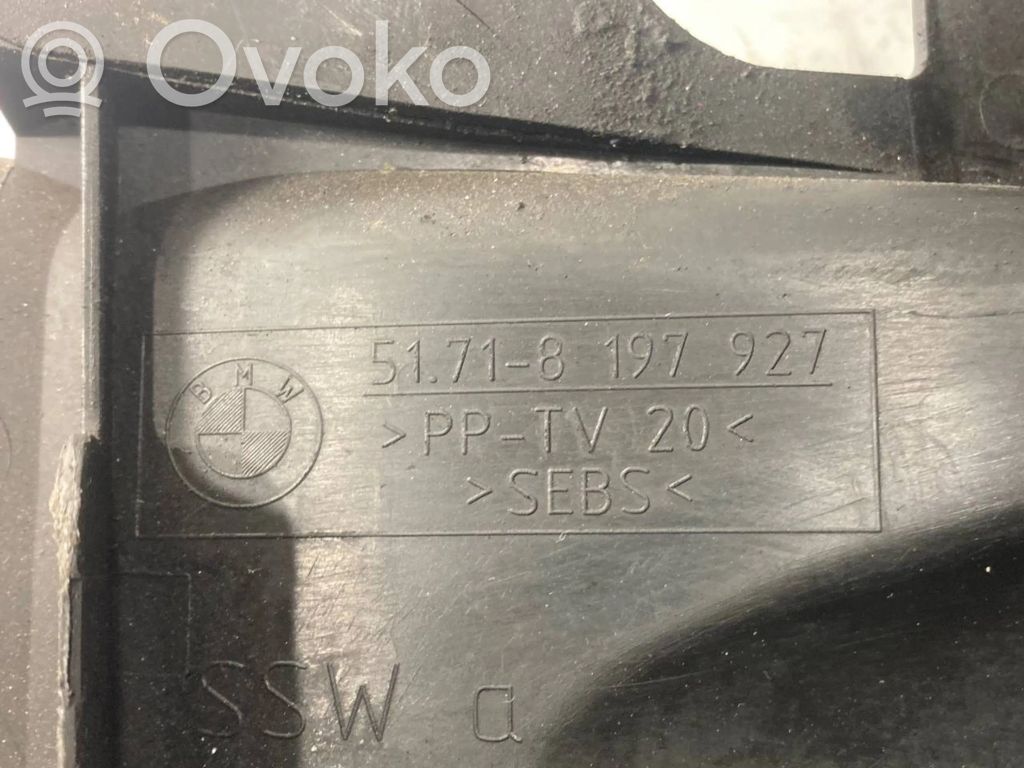 Ovoko
BMW
51.71-8 197 927
>PP-TV 20<
>SEBS<
SSW a